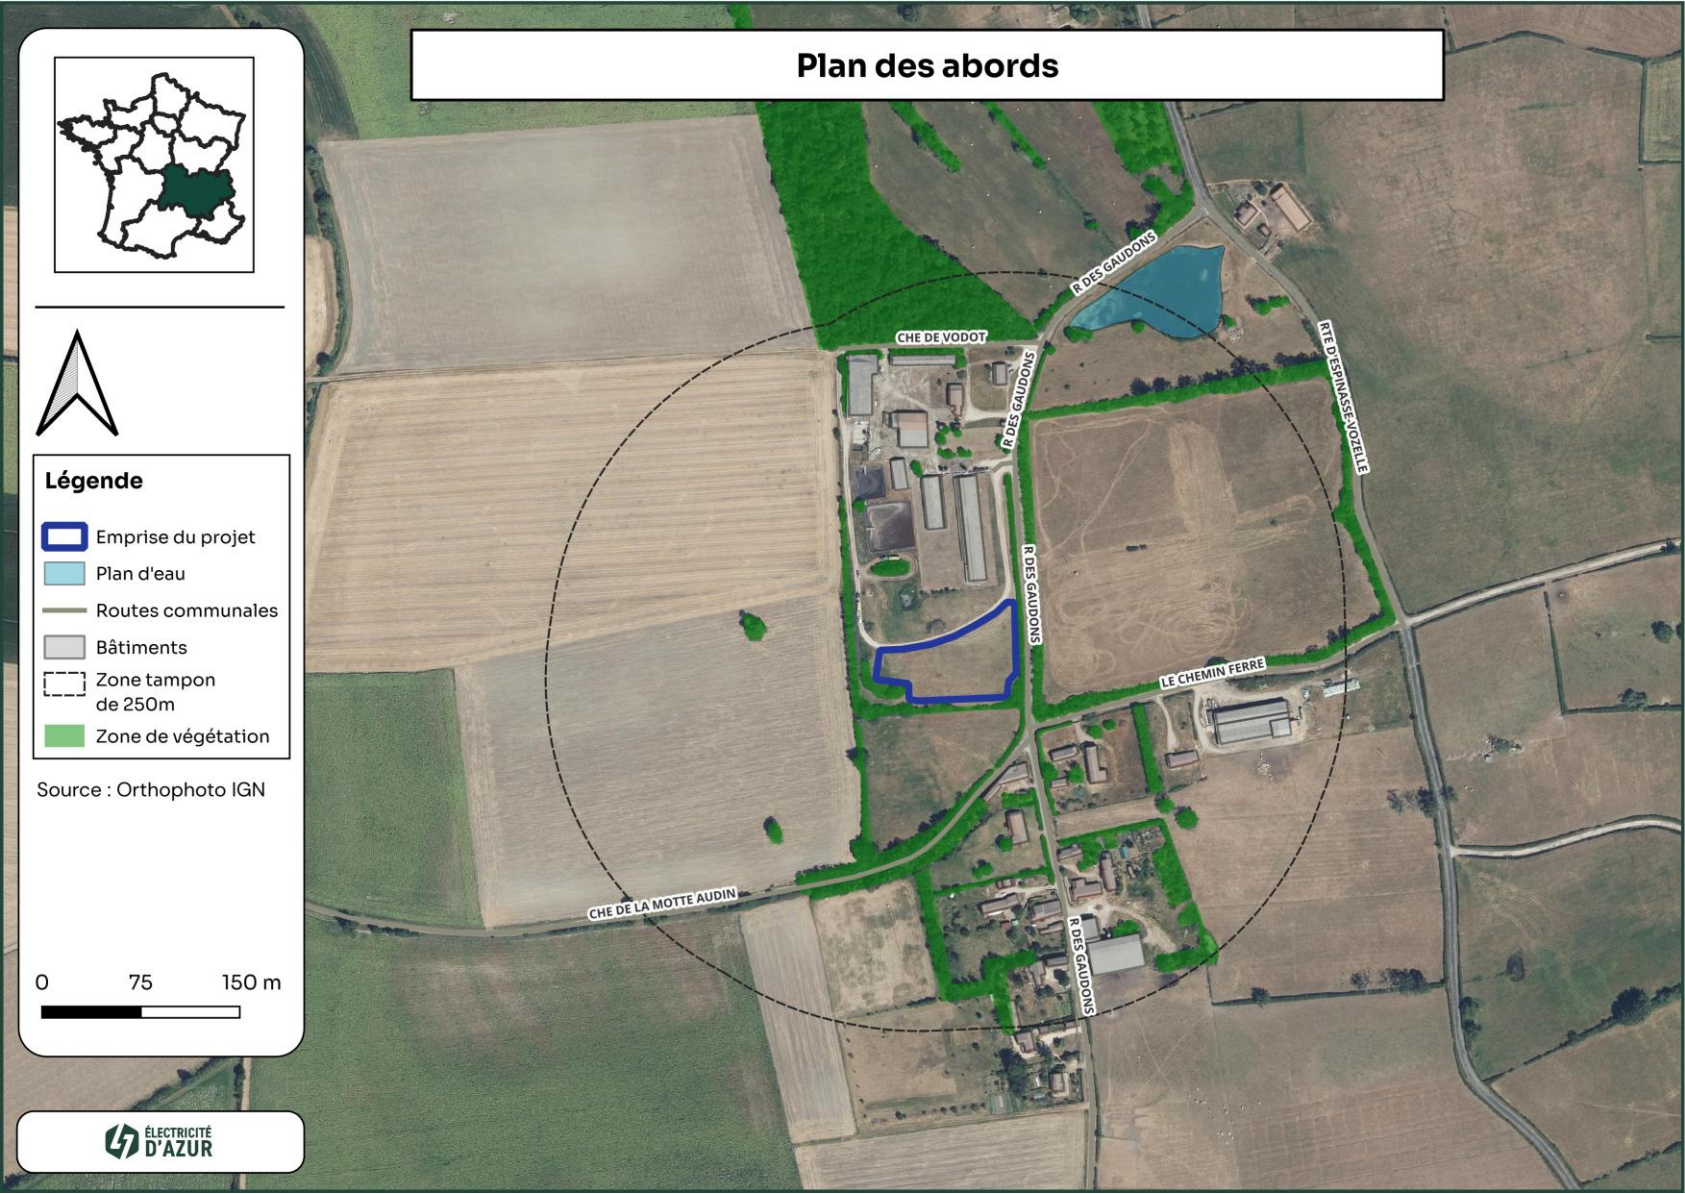 Plan des abords
Légende
Emprise du projet
Plan d'eau
Routes communales
Bâtiments
Zone tampon
de 250m
Zone de végétation
Source : Orthophoto IGN
0 75 150 m
ÉLECTRICITÉ
D'AZUR
R DES GAUDONS
CHE DE VODOT
R DES GAUDONS
RTE D'ESPINASSE-VOZELLE
R DES GAUDONS
LE CHEMIN FERRE
CHE DE LA MOTTE AUDIN
R DES GAUDONS